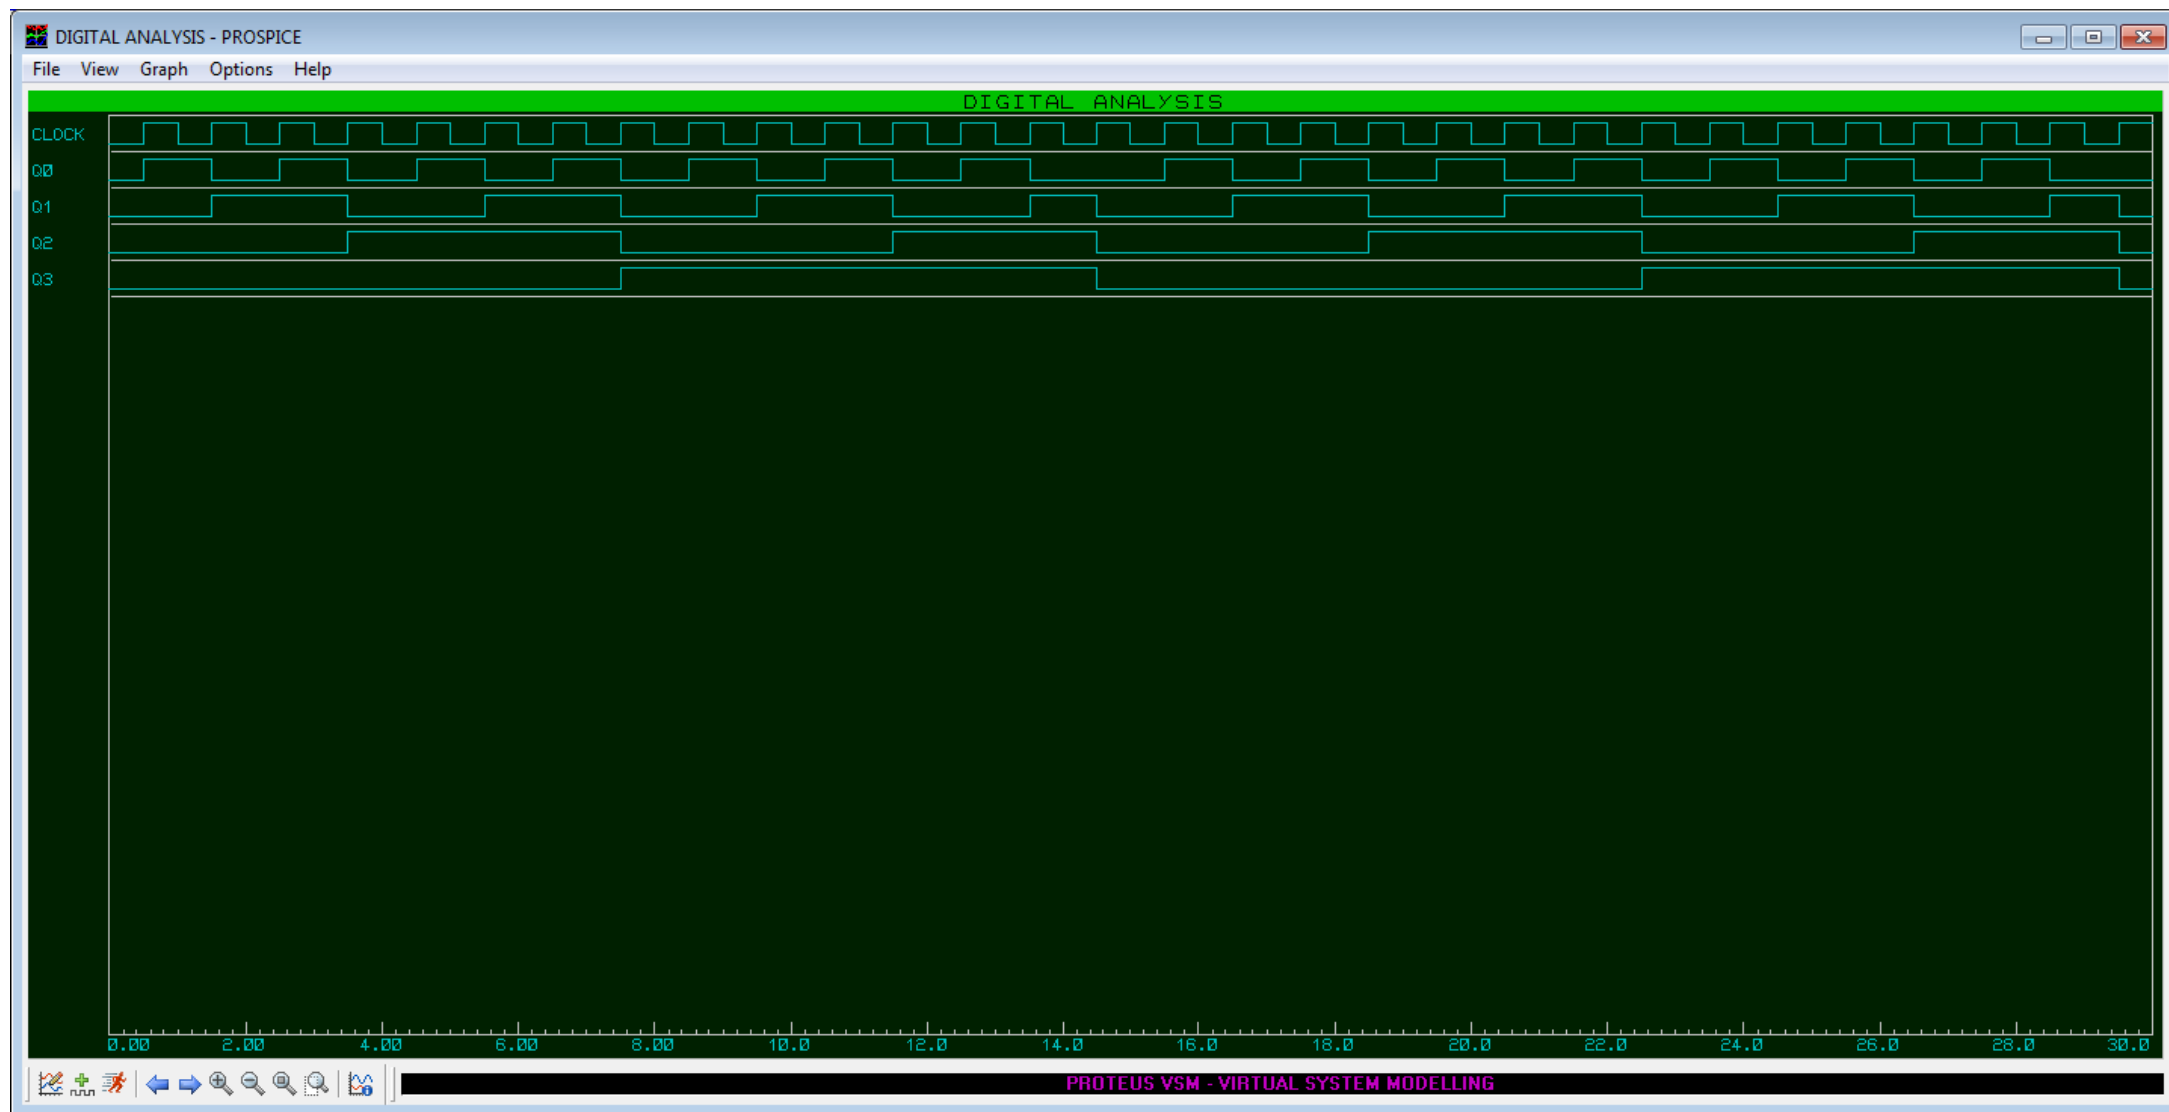 DIGITAL ANALYSIS - PROSPICE
File View Graph Options Help
DIGITAL ANALYSIS
CLOCK
Q0
Q1
Q2
Q3
0.00 2.00 4.00 6.00 8.00 10.0 12.0 14.0 16.0 18.0 20.0 22.0 24.0 26.0 28.0 30.0
PROTEUS VSM - VIRTUAL SYSTEM MODELLING